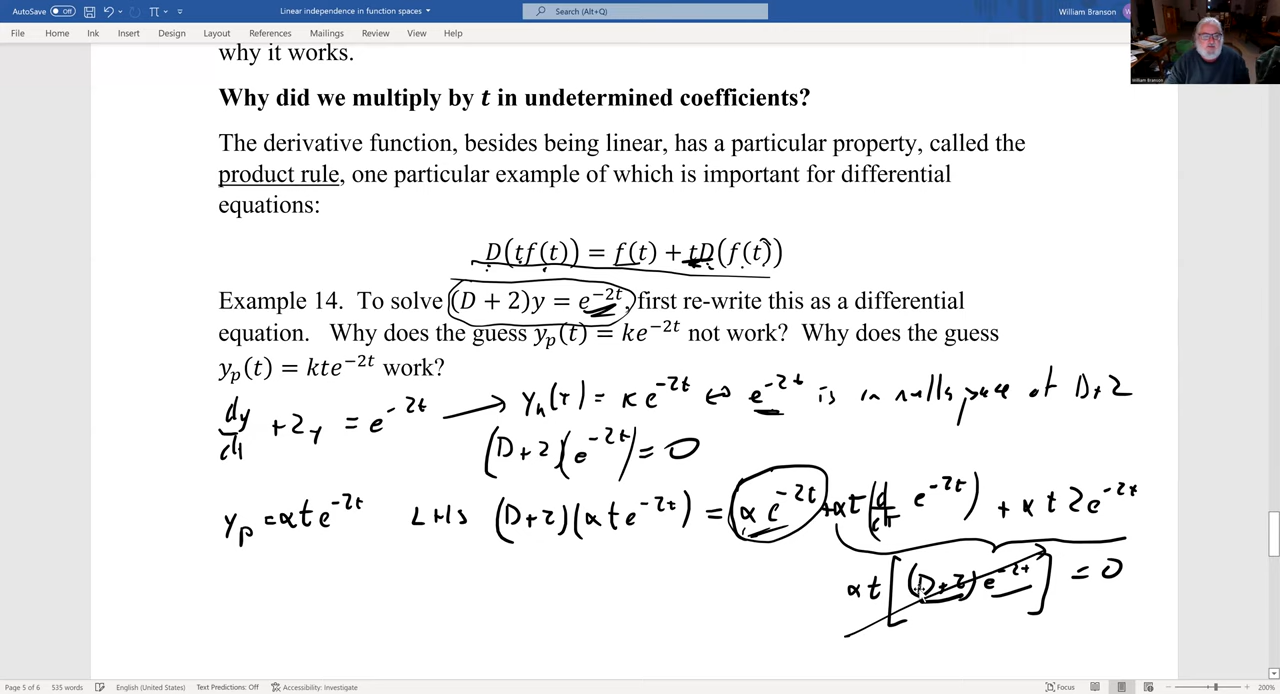 AutoSave Off Linear independence in function spaces Search (Alt+Q) William Branson
File Home Ink Insert Design Layout References Mailings Review View Help
William Branson
why it works.
Why did we multiply by t in undetermined coefficients?
The derivative function, besides being linear, has a particular property, called the
product rule, one particular example of which is important for differential
equations:
D(tf(t)) = f(t) + tD(f(t))
Example 14. To solve (D + 2)y = e^{-2t}, first re-write this as a differential
equation. Why does the guess y_p(t) = ke^{-2t} not work? Why does the guess
y_p(t) = kte^{-2t} work?
dy/dt + 2y = e^{-2t} → y_h(t) = κe^{-2t} ⇔ e^{-2t} is in nullspace of D+2
(D+2)(e^{-2t}) = 0
y_p = αte^{-2t} LHS (D+2)(αte^{-2t}) = αe^{-2t} + αt(d/dt e^{-2t}) + αt2e^{-2t}
αt[(D+2)e^{-2t}] = 0
Page 5 of 6 535 words English (United States) Text Predictions: Off Accessibility: Investigate Focus 200%